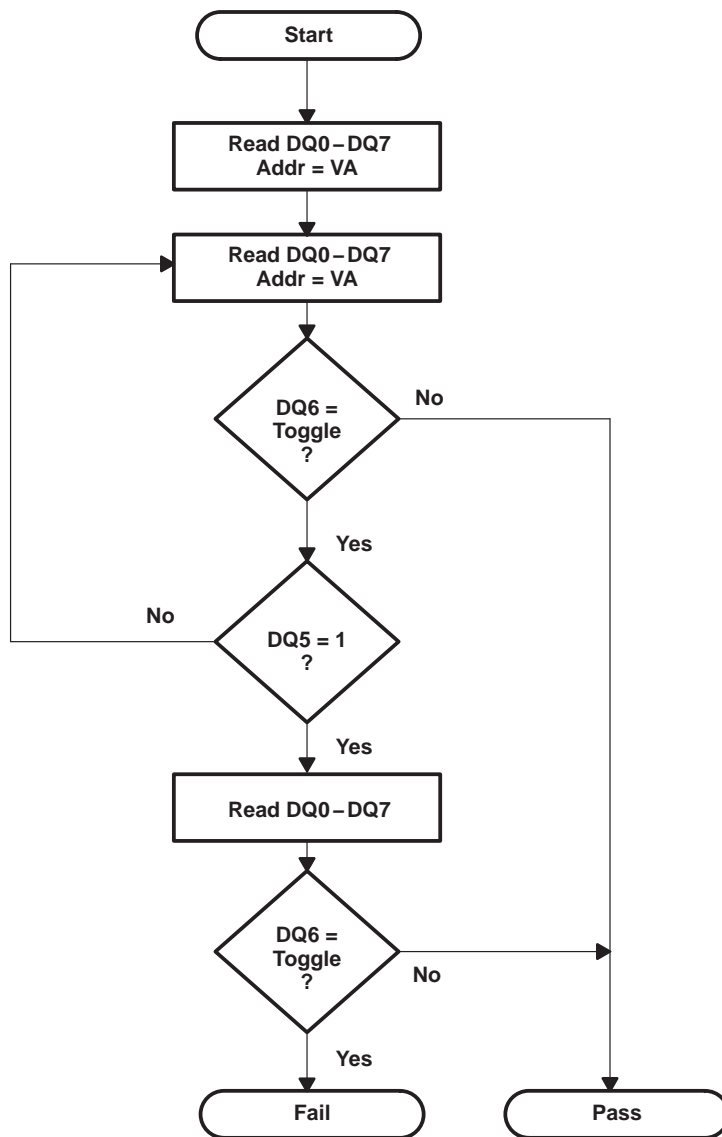 Start
Read DQ0–DQ7
Addr = VA
Read DQ0–DQ7
Addr = VA
DQ6 =
Toggle
?
No
Yes
DQ5 = 1
?
No
Yes
Read DQ0–DQ7
DQ6 =
Toggle
?
No
Yes
Fail
Pass